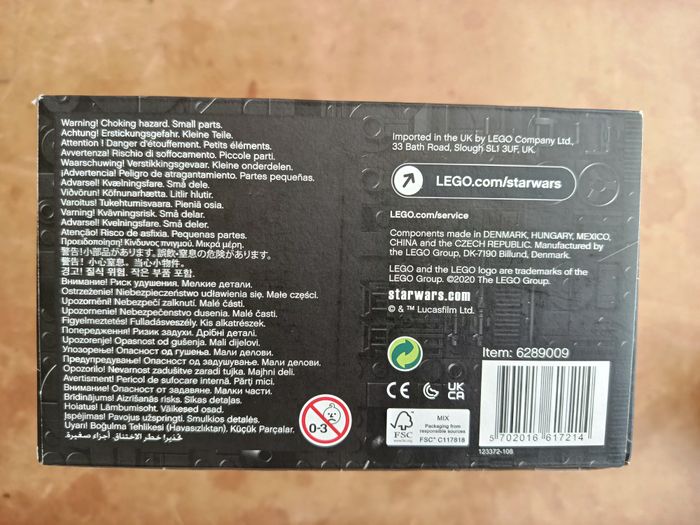 Warning! Choking hazard. Small parts.
Achtung! Erstickungsgefahr. Kleine Teile.
Attention ! Danger d'étouffement. Petits éléments.
Avvertenza! Rischio di soffocamento. Piccole parti.
Waarschuwing! Verstikkingsgevaar. Kleine onderdelen.
¡Advertencia! Peligro de atragantamiento. Partes pequeñas.
Advarsel! Kvælningsfare. Små dele.
Viðvörun! Köfnunarhætta. Litlir hlutir.
Varoitus! Tukehtumisvaara. Pieniä osia.
Varning! Kvävningsrisk. Små delar.
Advarsel! Kvelningsfare. Små deler.
Atenção! Risco de asfixia. Pequenas partes.
Προειδοποίηση! Κίνδυνος πνιγμού. Μικρά μέρη.
警告!小部品があります。誤飲、窒息の危険があります。
警告!小心窒息。当心小物件。
경고! 질식 위험. 작은 부품 포함.
Внимание! Риск удушения. Мелкие детали.
Ostrzeżenie! Niebezpieczeństwo udławienia się. Małe części.
Upozornění! Nebezpečí zalknutí. Malé části.
Upozornenie! Nebezpečenstvo dusenia. Malé časti.
Figyelmeztetés! Fulladásveszély. Kis alkatrészek.
Попередження! Ризик задухи. Дрібні деталі.
Upozorenje! Opasnost od gušenja. Mali dijelovi.
Упозорење! Опасност од гушења. Мали делови.
Предупредување! Опасност од задушување. Мали делови.
Opozorilo! Nevarnost zadušitve zaradi tujka. Majhni deli.
Avertisment! Pericol de sufocare internă. Părţi mici.
Внимание! Опасност от задавяне. Малки части
Brīdinājums! Aizrīšanās risks. Sīkas detaļas.
Hoiatus! Lämbumisoht. Väikesed osad.
Įspėjimas! Pavojus užspringti. Smulkios detalės.
Uyarı! Boğulma Tehlikesi (Havasızlıktan). Küçük Parçalar.
تحذير! خطر الاختناق. أجزاء صغيرة.
0-3
Imported in the UK by LEGO Company Ltd.,
33 Bath Road, Slough SL1 3UF, UK.
LEGO.com/starwars
LEGO.com/service
Components made in DENMARK, HUNGARY, MEXICO,
CHINA and the CZECH REPUBLIC. Manufactured by
the LEGO Group, DK-7190 Billund, Denmark.
LEGO and the LEGO logo are trademarks of the
LEGO Group. ©2020 The LEGO Group.
starwars.com
© & ™ Lucasfilm Ltd.
CE
UK
CA
FSC
MIX
Packaging from
responsible sources
FSC® C117818
Item: 6289009
5 702016 617214
123372-108